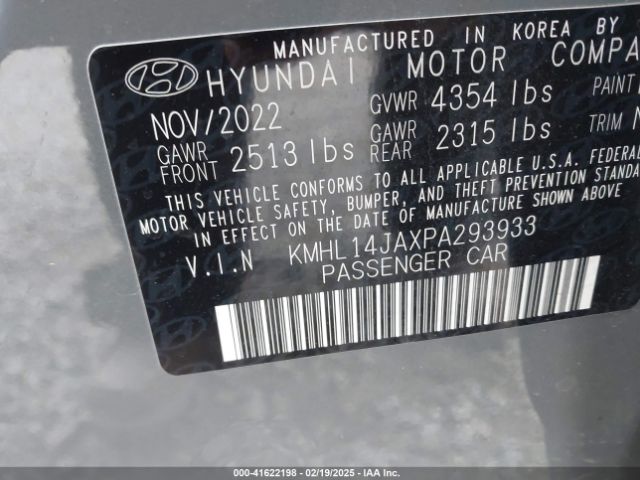 MANUFACTURED IN KOREA BY
HYUNDAI MOTOR COMPA
NOV/2022 GVWR 4354 lbs PAINT
GAWR FRONT 2513 lbs GAWR REAR 2315 lbs TRIM
THIS VEHICLE CONFORMS TO ALL APPLICABLE U.S.A. FEDERAL
MOTOR VEHICLE SAFETY, BUMPER, AND THEFT PREVENTION STANDA
IN EFFECT ON THE DATE OF MANUFACTURE SHOWN ABOVE
V.I.N KMHL14JAXPA293933
PASSENGER CAR
000-41622198 - 02/19/2025 - IAAI.COM